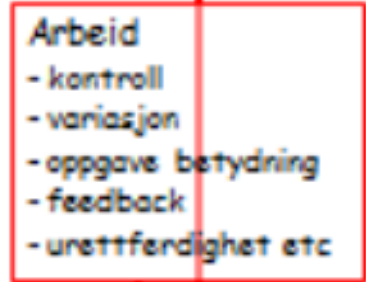 Arbeid
- kontroll
- variasjon
- oppgave betydning
- feedback
- urettferdighet etc